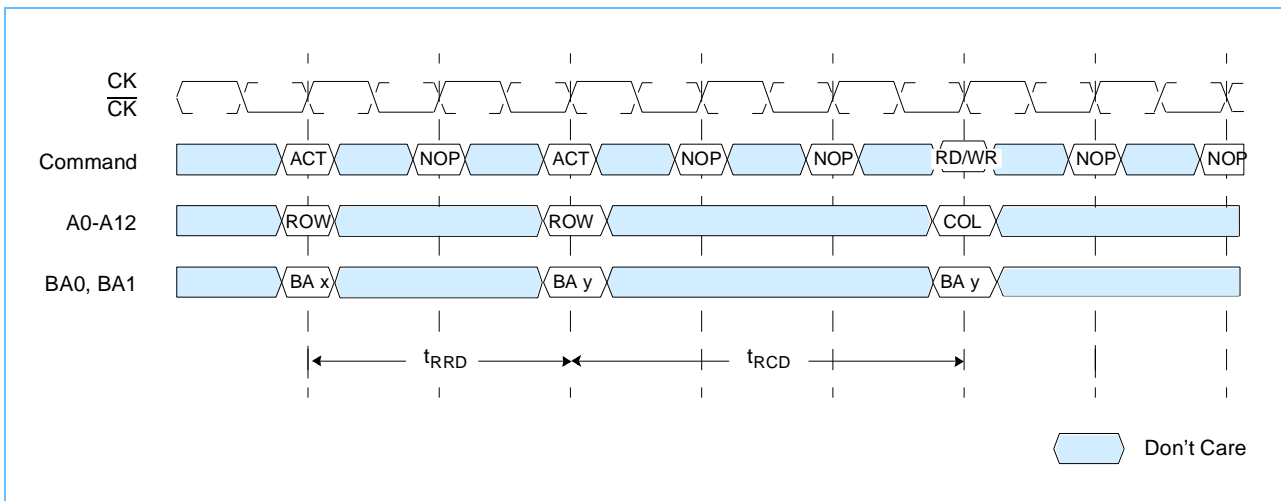 CK
CK
Command ACT NOP ACT NOP NOP RD/WR NOP NOP
A0-A12 ROW ROW COL
BA0, BA1 BA x BA y BA y
tRRD tRCD
Don't Care